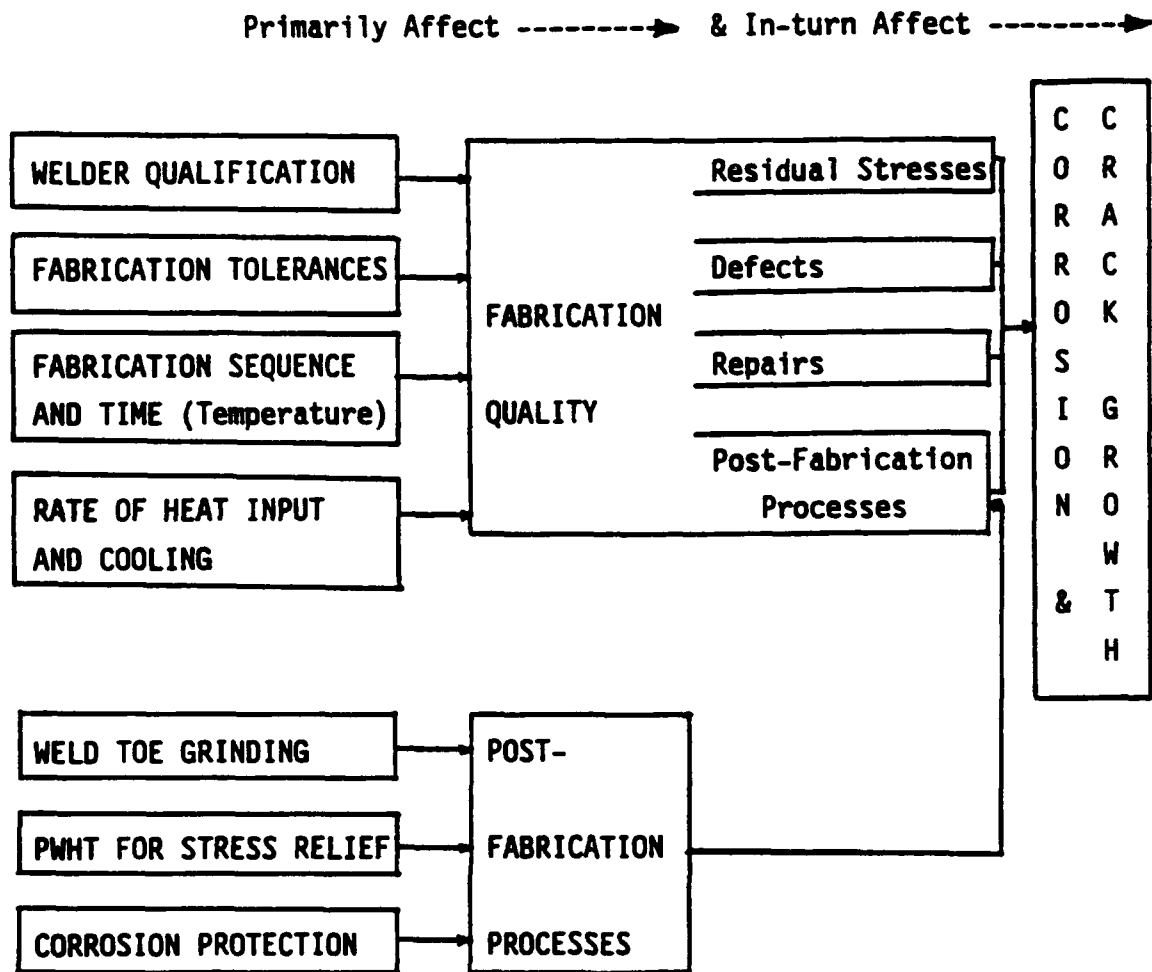 Primarily Affect ----------> & In-turn Affect ---------->
WELDER QUALIFICATION
FABRICATION TOLERANCES
FABRICATION SEQUENCE
AND TIME (Temperature)
RATE OF HEAT INPUT
AND COOLING
FABRICATION
QUALITY
Residual Stresses
Defects
Repairs
Post-Fabrication
Processes
CORROSION &
CRACK GROWTH
WELD TOE GRINDING
PWHT FOR STRESS RELIEF
CORROSION PROTECTION
POST-
FABRICATION
PROCESSES